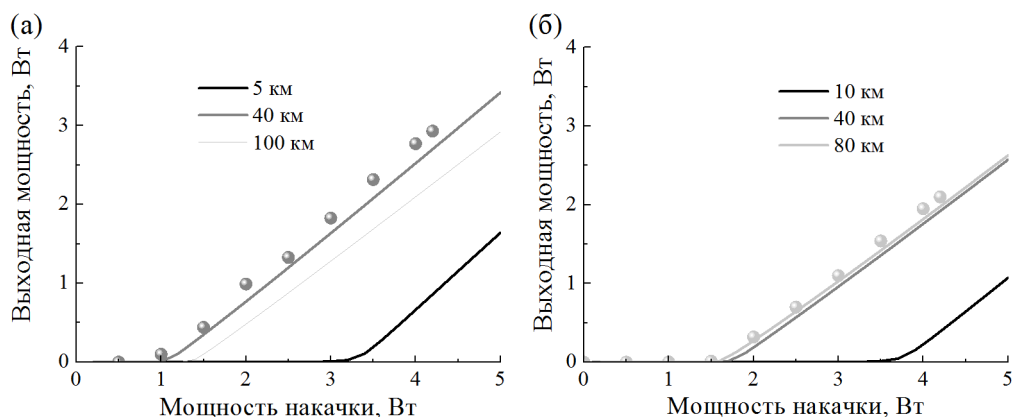 (а)
Выходная мощность, Вт
4
3
2
1
0
5 км
40 км
100 км
0 1 2 3 4 5
Мощность накачки, Вт
(б)
Выходная мощность, Вт
4
3
2
1
0
10 км
40 км
80 км
0 1 2 3 4 5
Мощность накачки, Вт